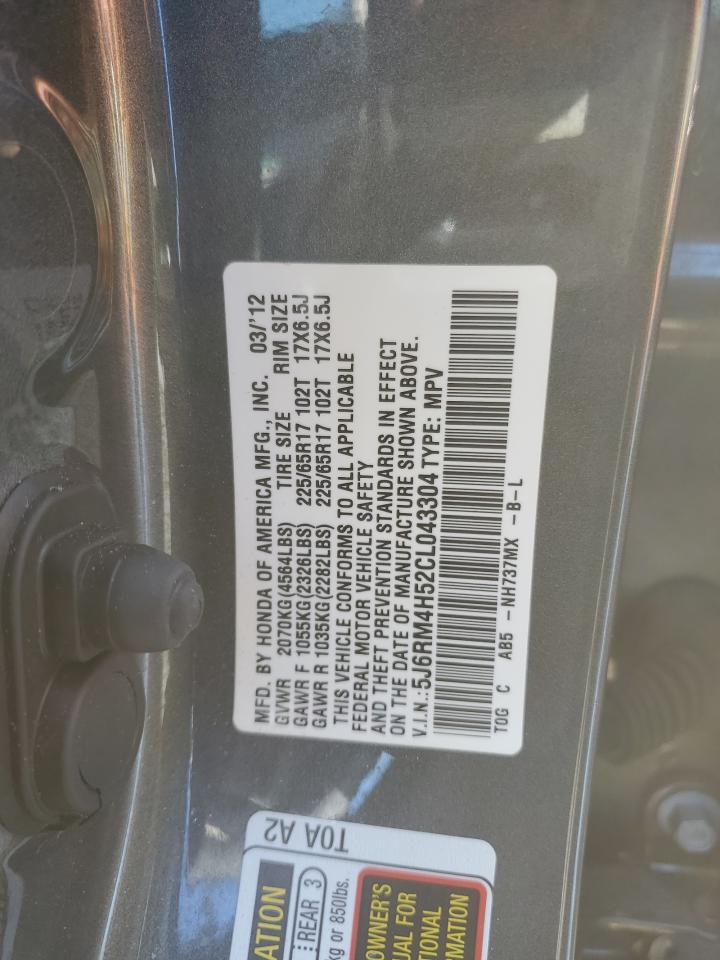 MFD. BY HONDA OF AMERICA MFG., INC. 03/'12
GVWR 2070KG(4564LBS) TIRE SIZE RIM SIZE
GAWR F 1055KG(2326LBS) 225/65R17 102T 17X6.5J
GAWR R 1035KG(2282LBS) 225/65R17 102T 17X6.5J
THIS VEHICLE CONFORMS TO ALL APPLICABLE
FEDERAL MOTOR VEHICLE SAFETY
AND THEFT PREVENTION STANDARDS IN EFFECT
ON THE DATE OF MANUFACTURE SHOWN ABOVE.
V.I.N.:5J6RM4H52CL043304 TYPE: MPV
T0G C AB5 -NH737MX -B-L
T0A A2
ATION
REAR 3
kg or 850lbs.
OWNER'S
UAL FOR
TIONAL
RMATION